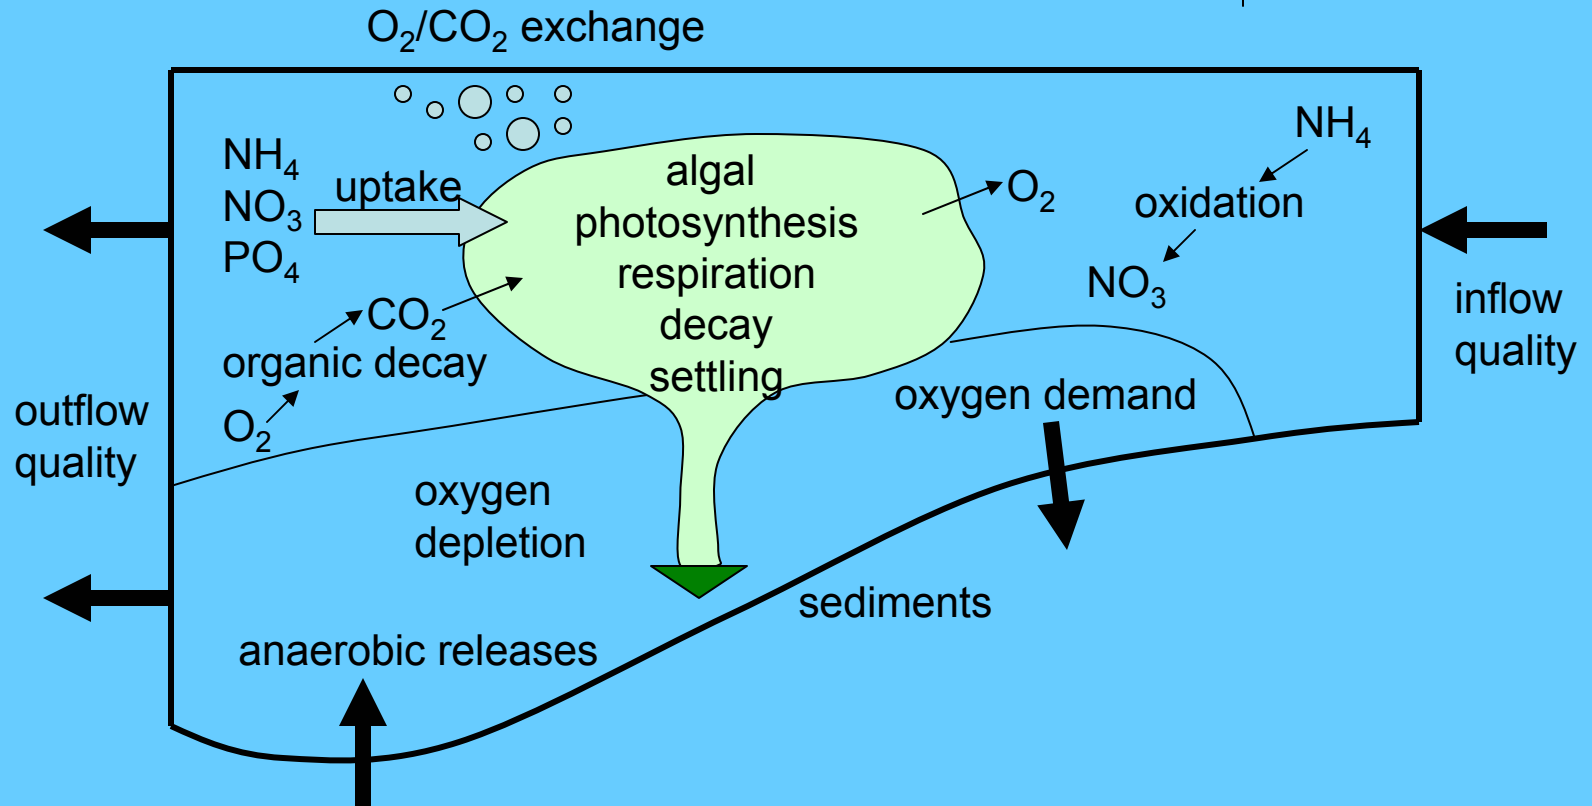 O₂/CO₂ exchange
NH₄
NO₃
PO₄
uptake
CO₂
organic decay
O₂
algal
photosynthesis
respiration
decay
settling
O₂
NH₄
oxidation
NO₃
inflow
quality
outflow
quality
oxygen demand
oxygen
depletion
sediments
anaerobic releases